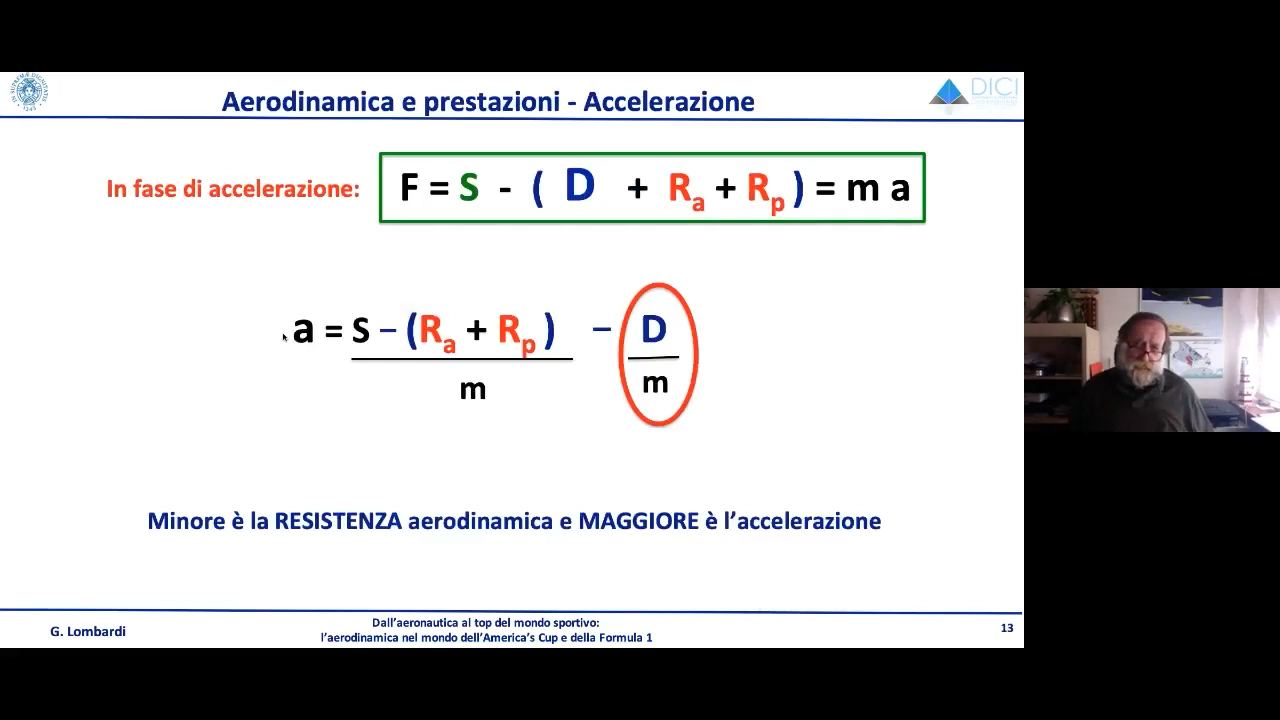 Aerodinamica e prestazioni - Accelerazione
DICI
In fase di accelerazione:
F = S - ( D + Ra + Rp ) = m a
a = S – (Ra + Rp ) – D
m m
Minore è la RESISTENZA aerodinamica e MAGGIORE è l’accelerazione
G. Lombardi
Dall’aeronautica al top del mondo sportivo:
l’aerodinamica nel mondo dell’America’s Cup e della Formula 1
13